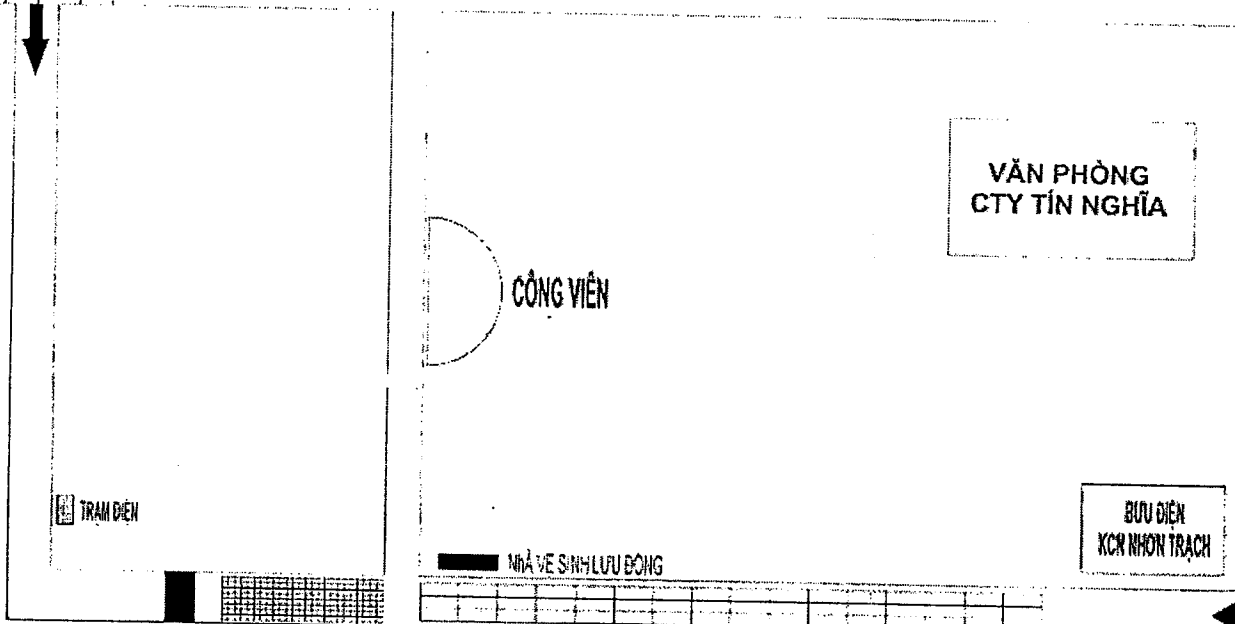 VĂN PHÒNG
CTY TÍN NGHĨA
CÔNG VIÊN
TRẠM ĐIỆN
BƯU ĐIỆN
KCN NHƠN TRẠCH
NHÀ VỆ SINH LƯU ĐỘNG